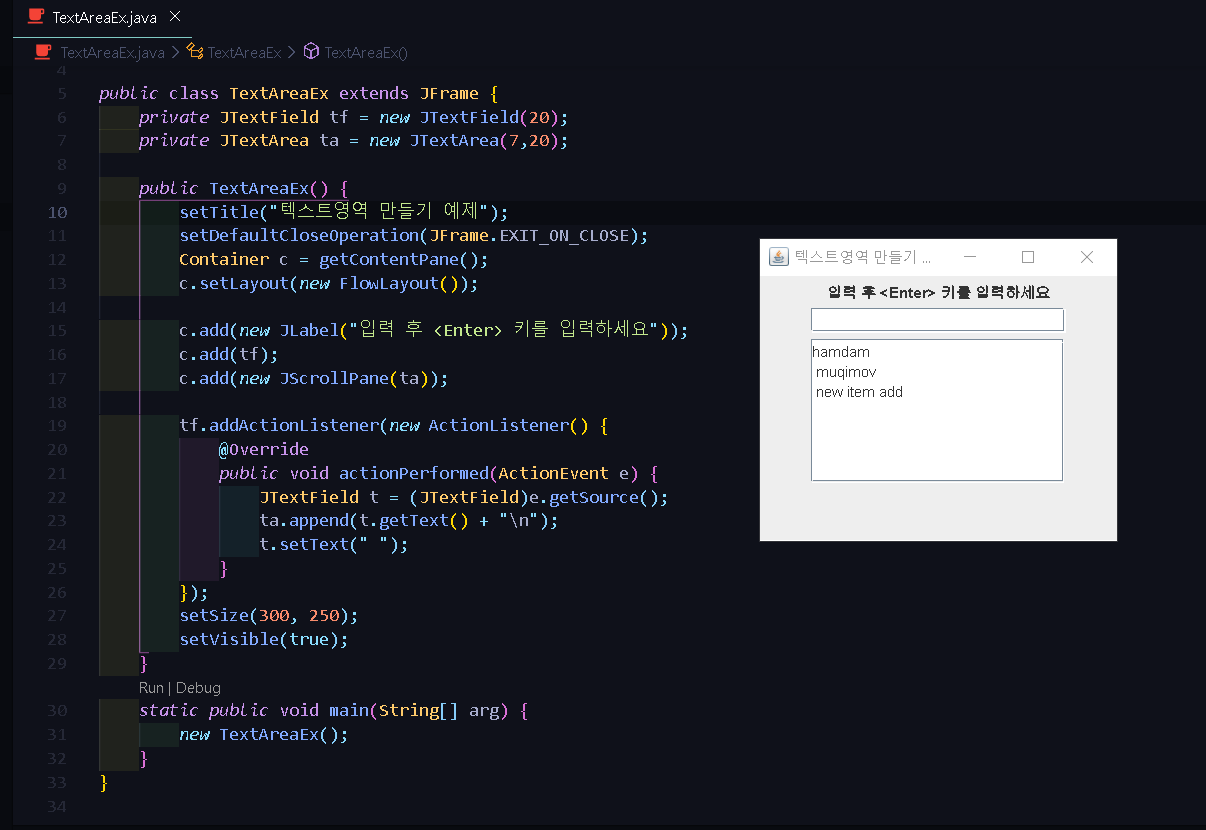 TextAreaEx.java ×
TextAreaEx.java > TextAreaEx > TextAreaEx()
4
5 public class TextAreaEx extends JFrame {
6 private JTextField tf = new JTextField(20);
7 private JTextArea ta = new JTextArea(7,20);
8
9 public TextAreaEx() {
10 setTitle("텍스트영역 만들기 예제");
11 setDefaultCloseOperation(JFrame.EXIT_ON_CLOSE);
12 Container c = getContentPane();
13 c.setLayout(new FlowLayout());
14
15 c.add(new JLabel("입력 후 <Enter> 키를 입력하세요"));
16 c.add(tf);
17 c.add(new JScrollPane(ta));
18
19 tf.addActionListener(new ActionListener() {
20 @Override
21 public void actionPerformed(ActionEvent e) {
22 JTextField t = (JTextField)e.getSource();
23 ta.append(t.getText() + "\n");
24 t.setText(" ");
25 }
26 });
27 setSize(300, 250);
28 setVisible(true);
29 }
Run | Debug
30 static public void main(String[] arg) {
31 new TextAreaEx();
32 }
33 }
34
텍스트영역 만들기 ...
입력 후 <Enter> 키를 입력하세요
hamdam
muqimov
new item add